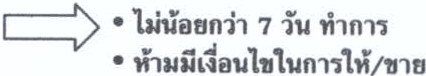 • ไม่น้อยกว่า 7 วัน ทำการ
• ห้ามมีเงื่อนไขในการให้/ขาย